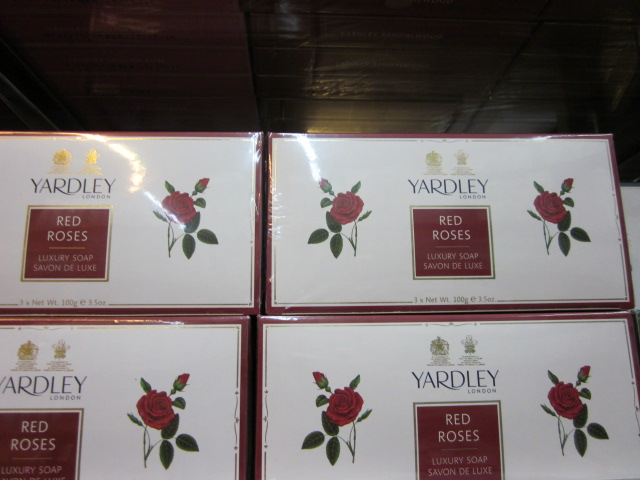 YARDLEY
LONDON
RED
ROSES
LUXURY SOAP
SAVON DE LUXE
3 x Net Wt. 100g e 3.5oz
YARDLEY
LONDON
RED
ROSES
LUXURY SOAP
SAVON DE LUXE
3 x Net Wt. 100g e 3.5oz
YARDLEY
LONDON
RED
ROSES
LUXURY SOAP
SAVON DE LUXE
YARDLEY
LONDON
RED
ROSES
LUXURY SOAP
SAVON DE LUXE